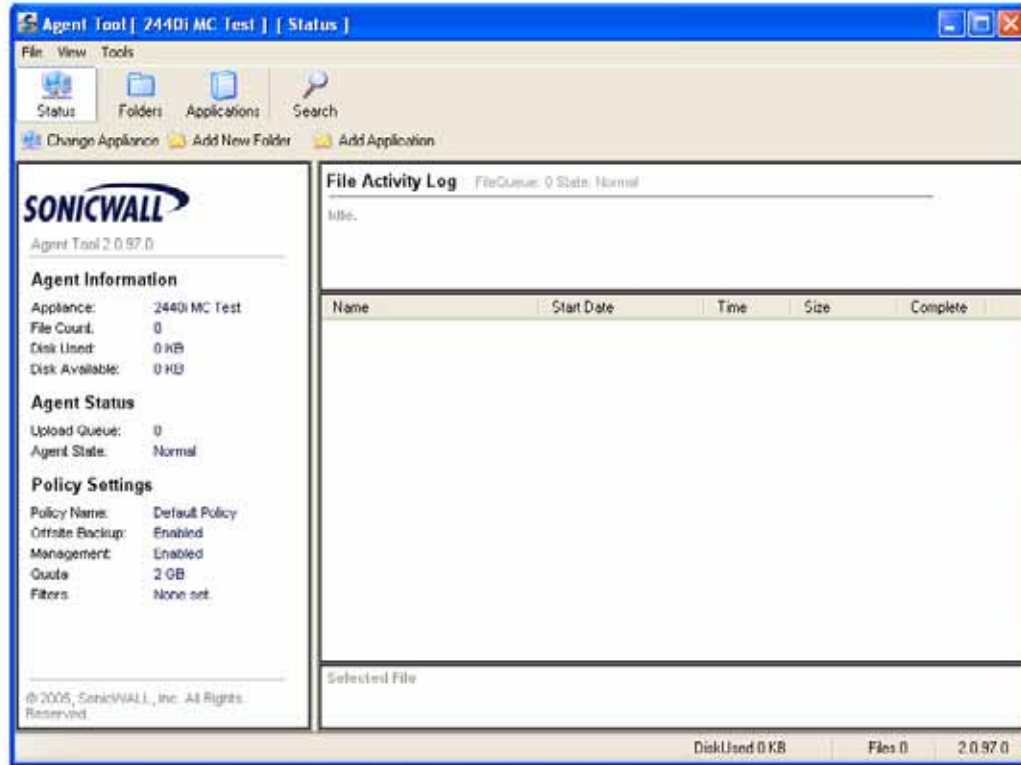 Agent Tool [ 2440i MC Test ] [ Status ]
File View Tools
Status Folders Applications Search
Change Appliance Add New Folder Add Application
SONICWALL
Agent Tool 2.0.97.0
Agent Information
Appliance: 2440i MC Test
File Count: 0
Disk Used: 0 KB
Disk Available: 0 KB
Agent Status
Upload Queue: 0
Agent State: Normal
Policy Settings
Policy Name: Default Policy
Offsite Backup: Enabled
Management: Enabled
Quota 2 GB
Filters None set.
© 2005, SonicWALL, Inc. All Rights
Reserved.
File Activity Log FileQueue: 0 State: Normal
Idle.
Name Start Date Time Size Complete
Selected File
DiskUsed 0 KB Files 0 2.0.97.0